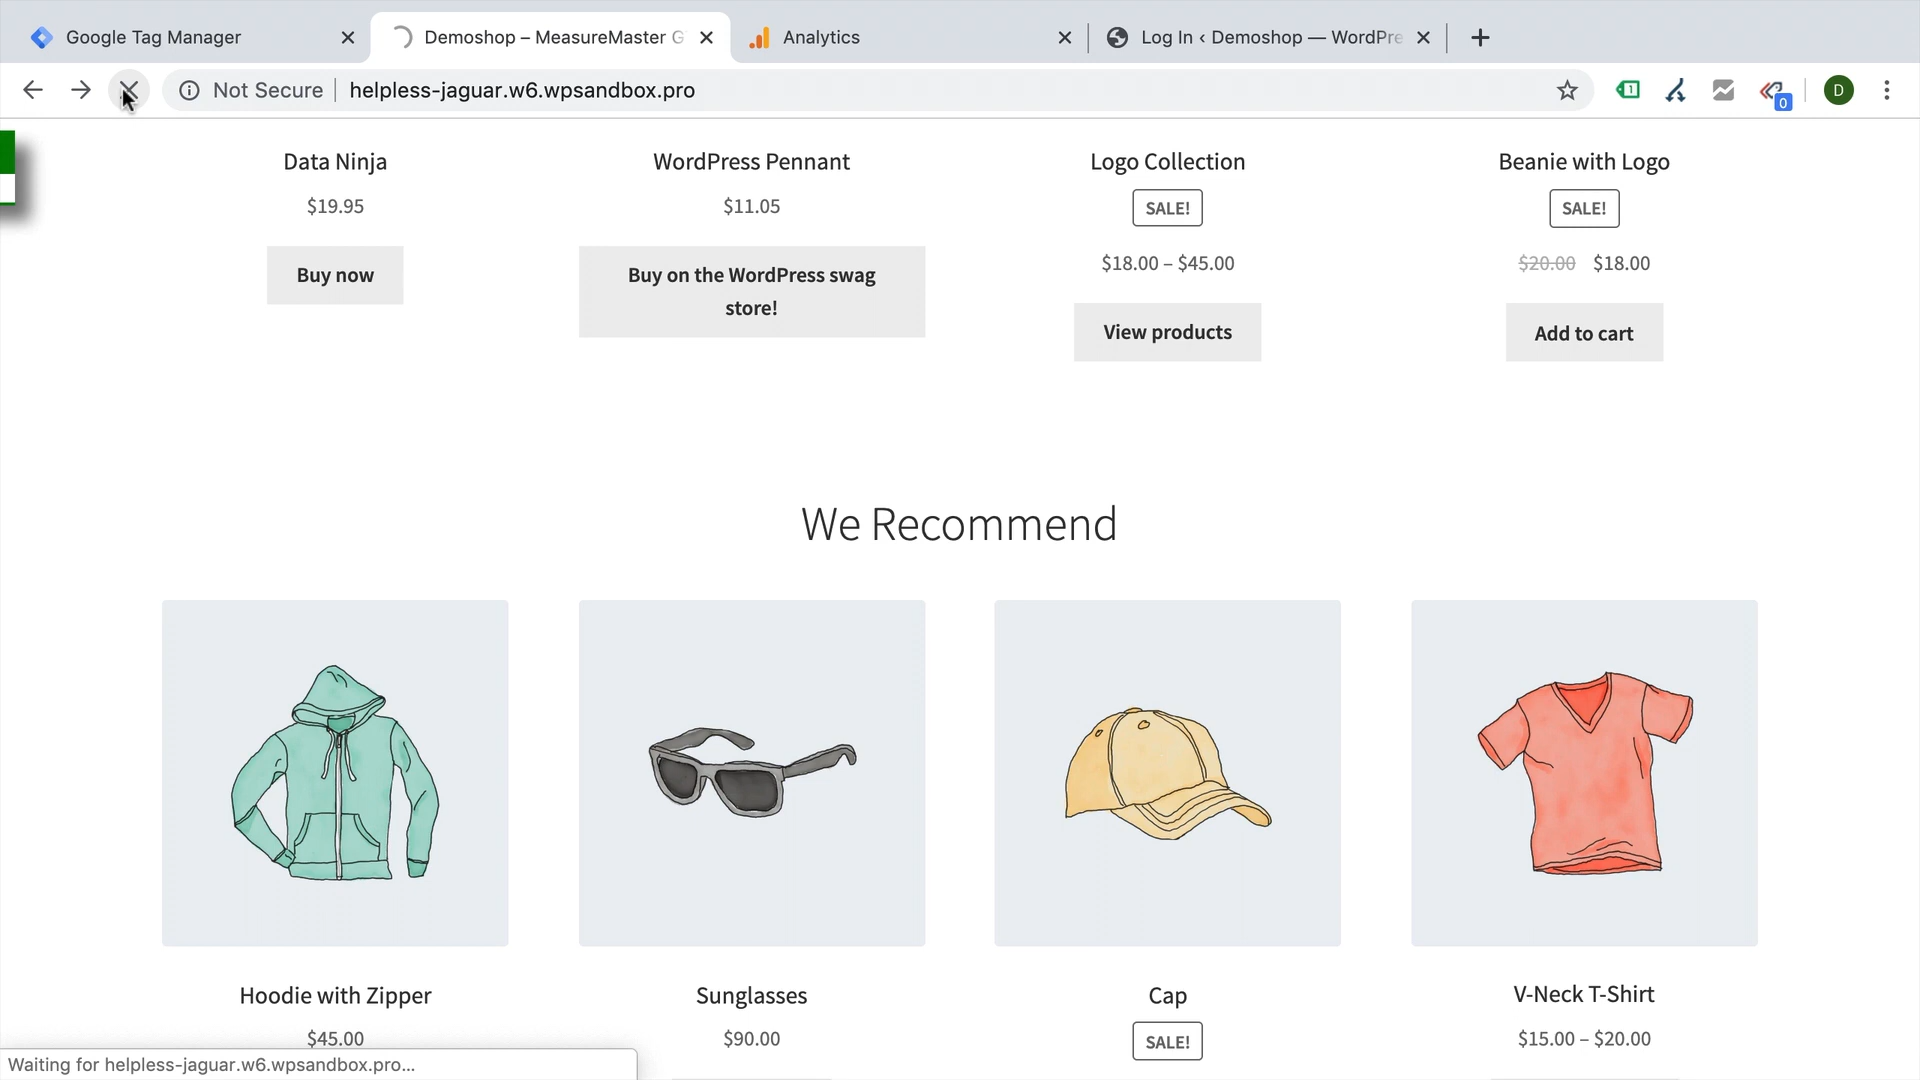 Google Tag Manager
Demoshop – MeasureMaster G
Analytics
Log In ‹ Demoshop — WordPre
Not Secure
helpless-jaguar.w6.wpsandbox.pro
1
0
D
Data Ninja
WordPress Pennant
Logo Collection
Beanie with Logo
$19.95
$11.05
SALE!
SALE!
$18.00 – $45.00
$20.00 $18.00
Buy now
Buy on the WordPress swag
store!
View products
Add to cart
We Recommend
Hoodie with Zipper
Sunglasses
Cap
V-Neck T-Shirt
$45.00
$90.00
SALE!
$15.00 – $20.00
Waiting for helpless-jaguar.w6.wpsandbox.pro...